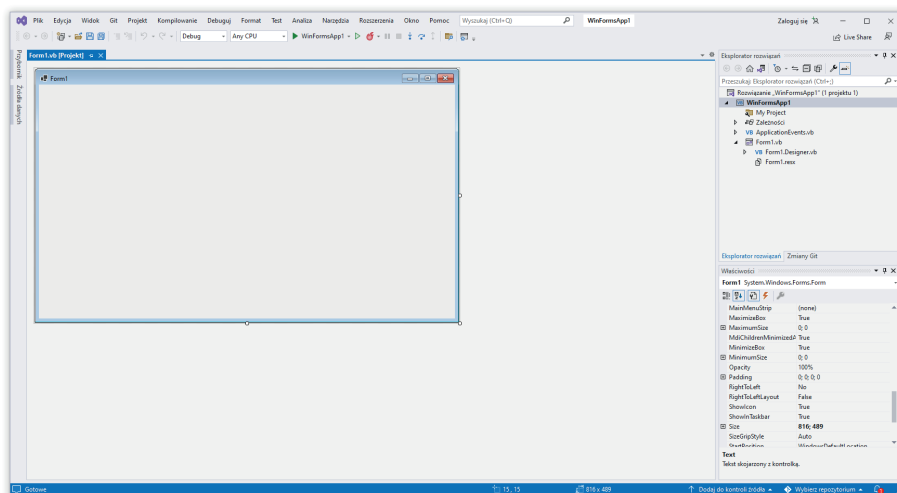 Plik Edycja Widok Git Projekt Kompilowanie Debuguj Format Test Analiza Narzędzia Rozszerzenia Okno Pomoc Wyszukaj (Ctrl+Q) WinFormsApp1 Zaloguj się
Debug Any CPU WinFormsApp1 Live Share
Przybornik
Źródła danych
Form1.vb [Projekt]
Form1
Eksplorator rozwiązań
Przeszukaj: Eksplorator rozwiązań (Ctrl+;)
Rozwiązanie „WinFormsApp1" (1 projektu 1)
WinFormsApp1
My Project
Zależności
VB ApplicationEvents.vb
Form1.vb
VB Form1.Designer.vb
Form1.resx
Eksplorator rozwiązań Zmiany Git
Właściwości
Form1 System.Windows.Forms.Form
MainMenuStrip (none)
MaximizeBox True
MaximumSize 0; 0
MdiChildrenMinimizedA True
MinimizeBox True
MinimumSize 0; 0
Opacity 100%
Padding 0; 0; 0; 0
RightToLeft No
RightToLeftLayout False
ShowIcon True
ShowInTaskbar True
Size 816; 489
SizeGripStyle Auto
StartPosition WindowsDefaultLocation
Text
Tekst skojarzony z kontrolką.
Gotowe 15 , 15 816 x 489 Dodaj do kontroli źródła Wybierz repozytorium